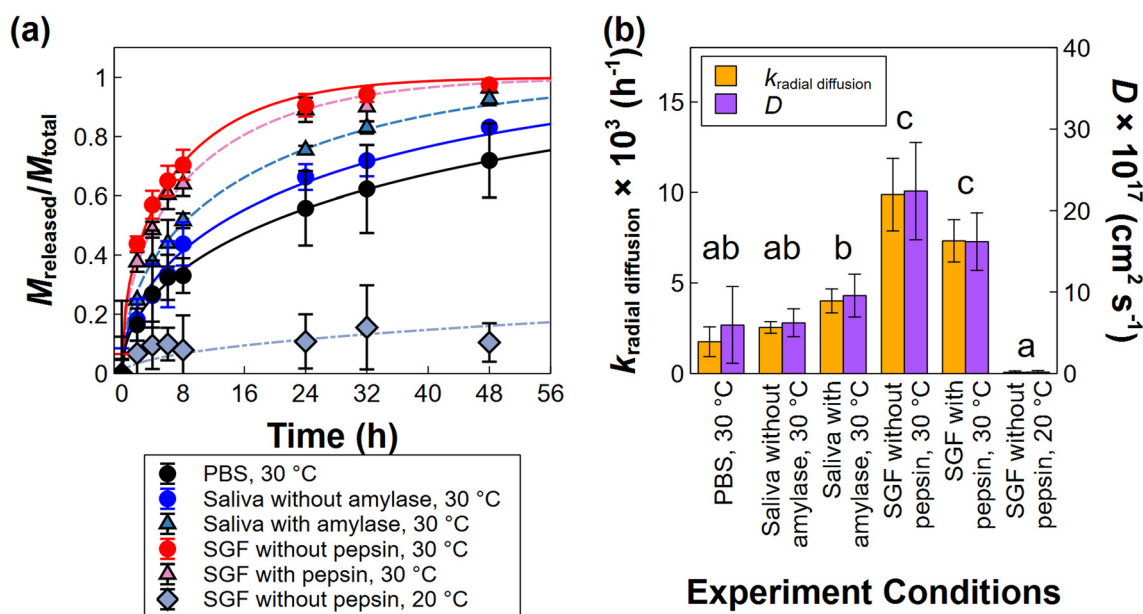 (a)
M_released/M_total
1
0.8
0.6
0.4
0.2
0
0 8 16 24 32 40 48 56
Time (h)
PBS, 30 °C
Saliva without amylase, 30 °C
Saliva with amylase, 30 °C
SGF without pepsin, 30 °C
SGF with pepsin, 30 °C
SGF without pepsin, 20 °C
(b)
k_radial diffusion × 10³ (h⁻¹)
15
10
5
0
k_radial diffusion
D
ab
ab
b
c
c
a
40
30
20
10
0
D × 10¹⁷ (cm² s⁻¹)
PBS, 30 °C
Saliva without
amylase, 30 °C
Saliva with
amylase, 30 °C
SGF without
pepsin, 30 °C
SGF with
pepsin, 30 °C
SGF without
pepsin, 20 °C
Experiment Conditions